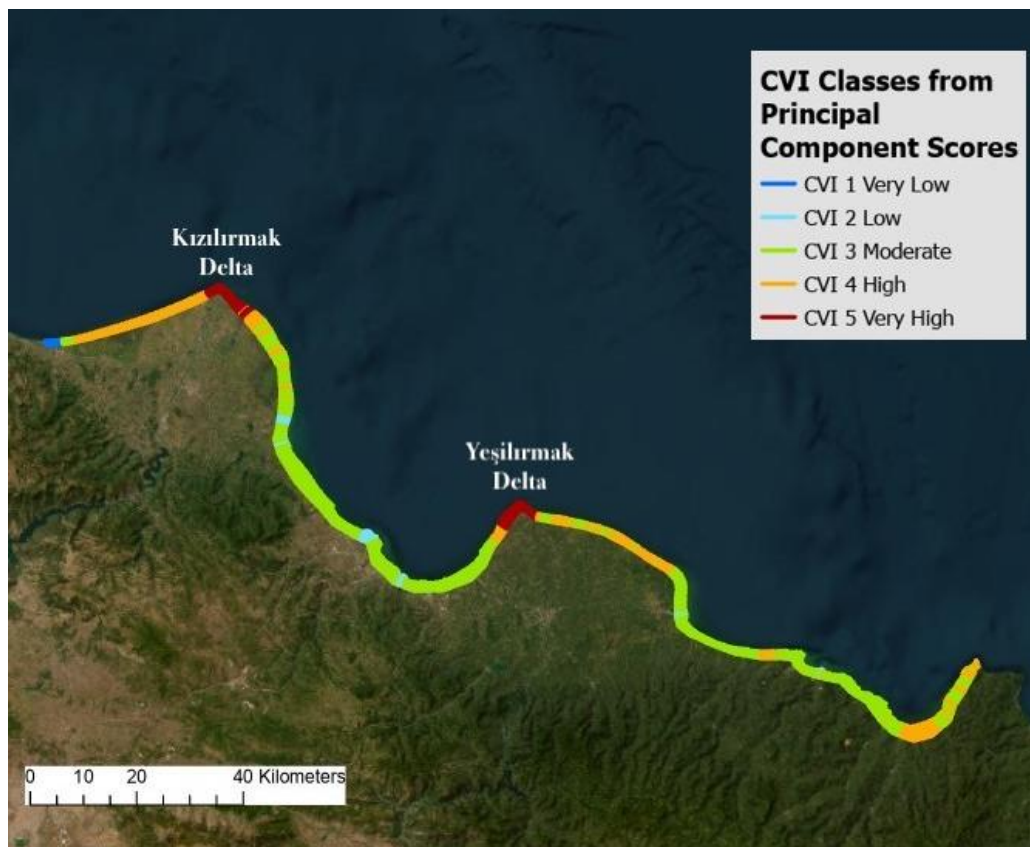 CVI Classes from
Principal
Component Scores
CVI 1 Very Low
CVI 2 Low
CVI 3 Moderate
CVI 4 High
CVI 5 Very High
Kızılırmak
Delta
Yeşilırmak
Delta
0 10 20 40 Kilometers